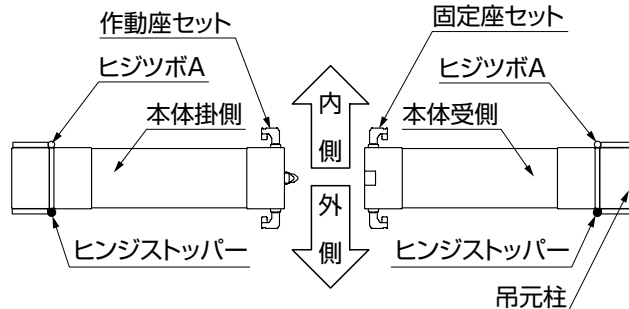 作動座セット
固定座セット
ヒジツボA
ヒジツボA
本体掛側
内側
本体受側
外側
ヒンジストッパー
ヒンジストッパー
吊元柱